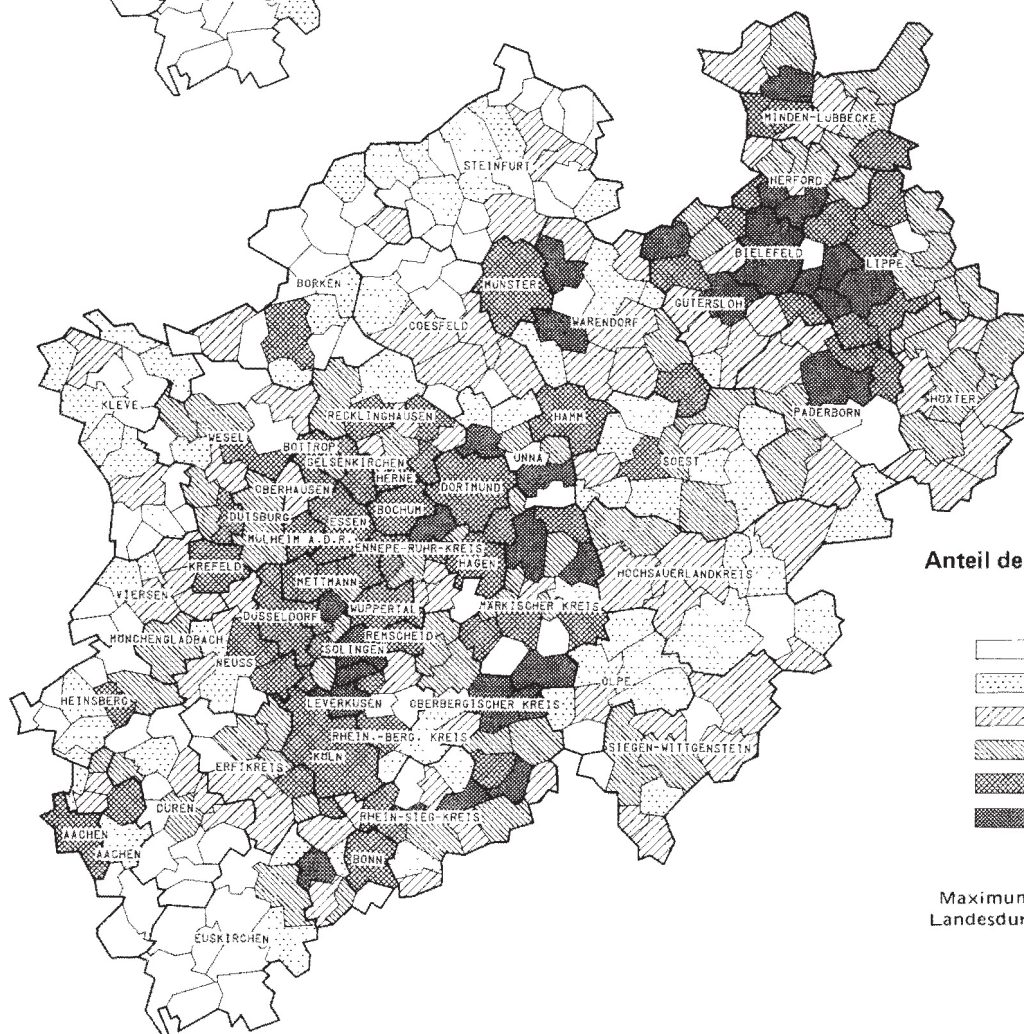 MINDEN-LÜBBECKE
STEINFURT
HERFORD
BIELEFELD
LIPPE
BORKEN
MÜNSTER
GÜTERSLOH
COESFELD
WARENDORF
KLEVE
HÖXTER
RECKLINGHAUSEN
HAMM
PADERBORN
WESEL
BOTTROP
UNNA
GELSENKIRCHEN
SOEST
HERNE
OBERHAUSEN
DORTMUND
BOCHUM
DUISBURG
ESSEN
MÜLHEIM A.D.R.
ENNEPE-RUHR-KREIS
Anteil de
KREFELD
HAGEN
HOCHSAUERLANDKREIS
METTMANN
VIERSEN
WUPPERTAL
MÄRKISCHER KREIS
DÜSSELDORF
REMSCHEID
MÖNCHENGLADBACH
SOLINGEN
NEUSS
OLPE
HEINSBERG
LEVERKUSEN
OBERBERGISCHER KREIS
RHEIN.-BERG. KREIS
SIEGEN-WITTGENSTEIN
KÖLN
ERFTKREIS
DÜREN
RHEIN-SIEG-KREIS
AACHEN
AACHEN
BONN
Maximun
Landesdur
EUSKIRCHEN